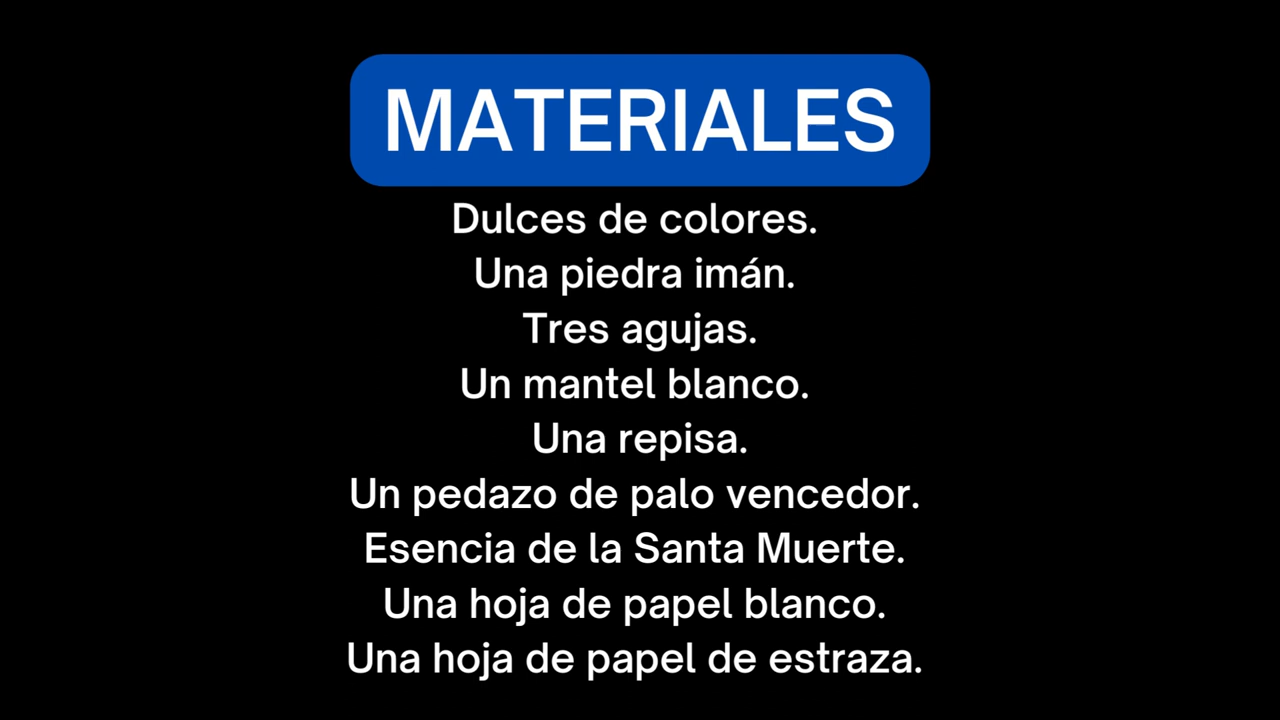 MATERIALES
Dulces de colores.
Una piedra imán.
Tres agujas.
Un mantel blanco.
Una repisa.
Un pedazo de palo vencedor.
Esencia de la Santa Muerte.
Una hoja de papel blanco.
Una hoja de papel de estraza.